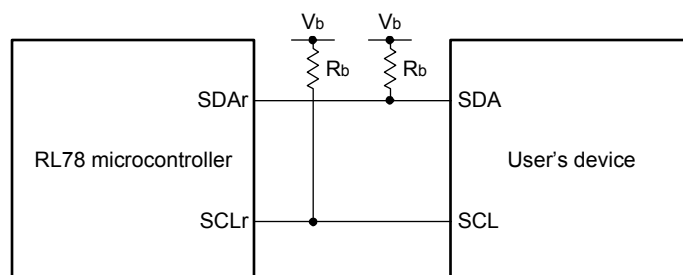 Vb Vb
Rb Rb
SDAr SDA
RL78 microcontroller User's device
SCLr SCL